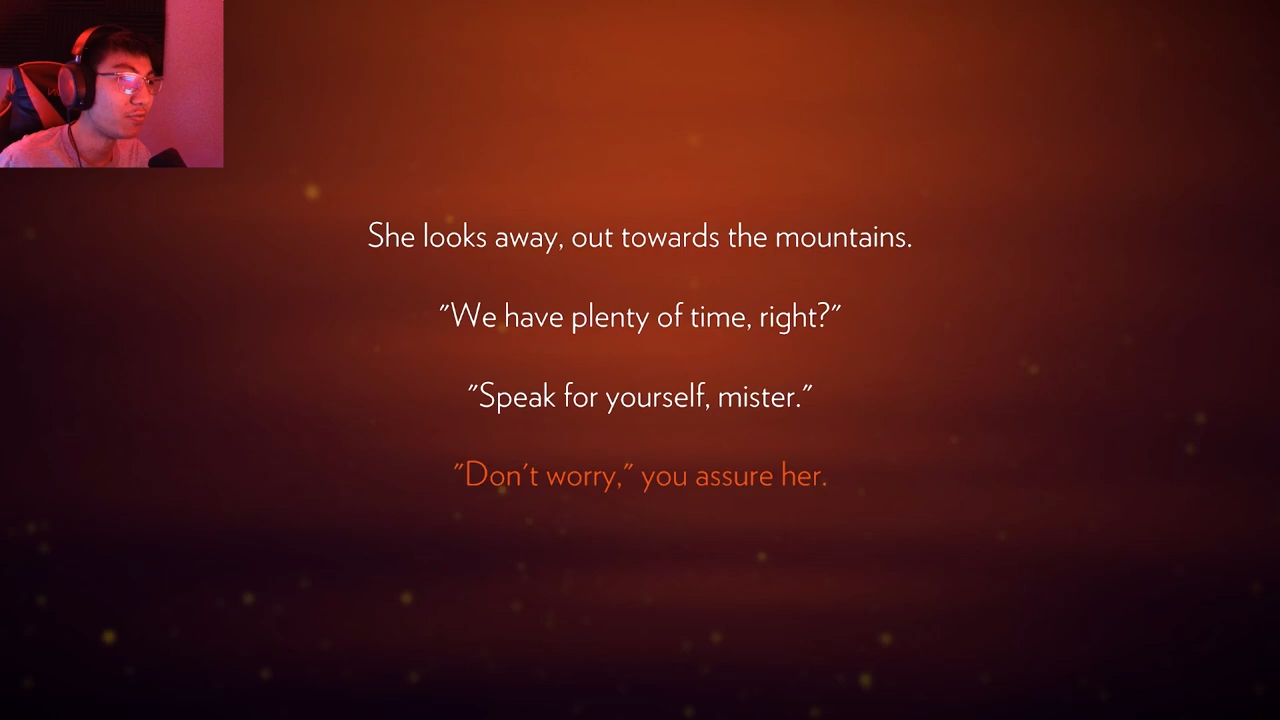 She looks away, out towards the mountains.
"We have plenty of time, right?"
"Speak for yourself, mister."
"Don't worry," you assure her.